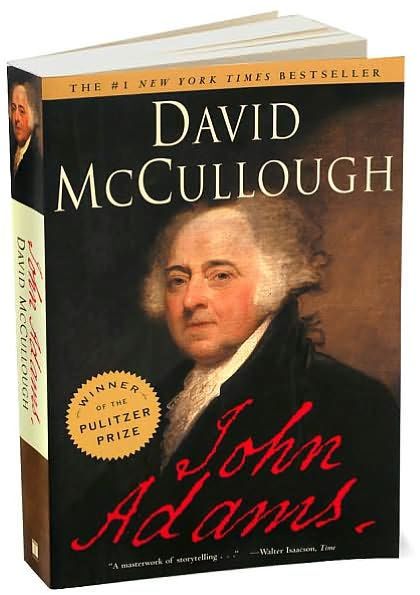 THE #1 NEW YORK TIMES BESTSELLER
DAVID
McCULLOUGH
WINNER
OF THE
PULITZER
PRIZE
John
Adams.
"A masterwork of storytelling . . ." —Walter Isaacson, Time
John Adams.
DAVID McCULLOUGH